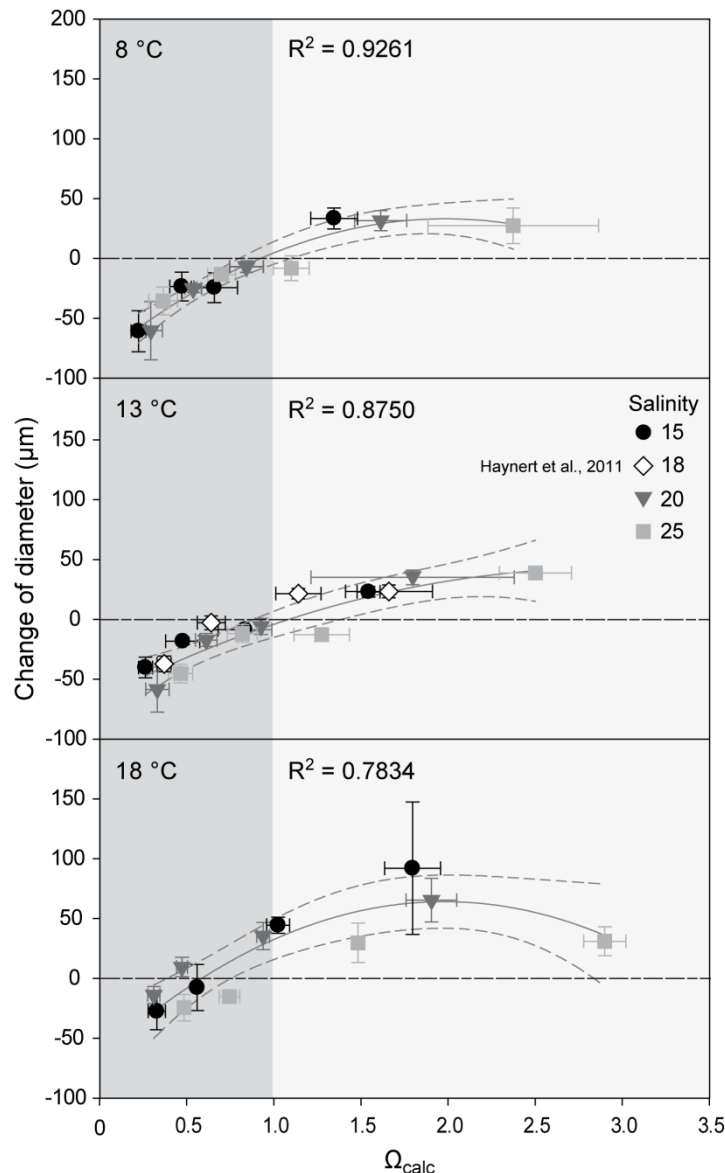 200
8 °C
R² = 0.9261
150
100
50
0
-50
-100
13 °C
R² = 0.8750
150
Salinity
15
100
Haynert et al., 2011
18
20
50
25
0
-50
-100
18 °C
R² = 0.7834
150
100
50
0
-50
-100
Change of diameter (µm)
0 0.5 1.0 1.5 2.0 2.5 3.0 3.5
Ωcalc